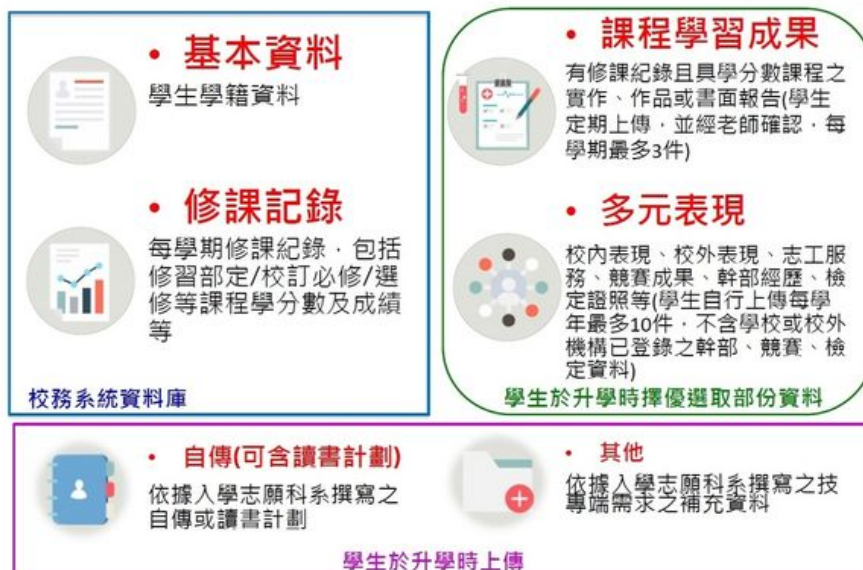 • 基本資料
學生學籍資料
• 修課記錄
每學期修課紀錄，包括
修習部定/校訂必修/選
修等課程學分數及成績
等
校務系統資料庫
• 課程學習成果
有修課紀錄且具學分數課程之
實作、作品或書面報告(學生
定期上傳，並經老師確認，每
學期最多3件)
• 多元表現
校內表現、校外表現、志工服
務、競賽成果、幹部經歷、檢
定證照等(學生自行上傳每學
年最多10件，不含學校或校外
機構已登錄之幹部、競賽、檢
定資料)
學生於升學時擇優選取部份資料
• 自傳(可含讀書計劃)
依據入學志願科系撰寫之
自傳或讀書計劃
• 其他
依據入學志願科系撰寫之技
專端需求之補充資料
學生於升學時上傳